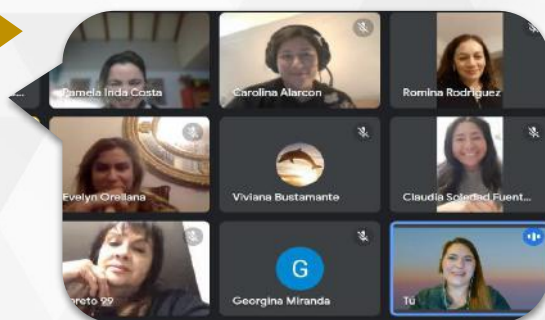 Pamela Irida Costa
Carolina Alarcon
Romina Rodriguez
Evelyn Orellana
Viviana Bustamante
Claudia Soledad Fuent...
G
Georgina Miranda
Tú